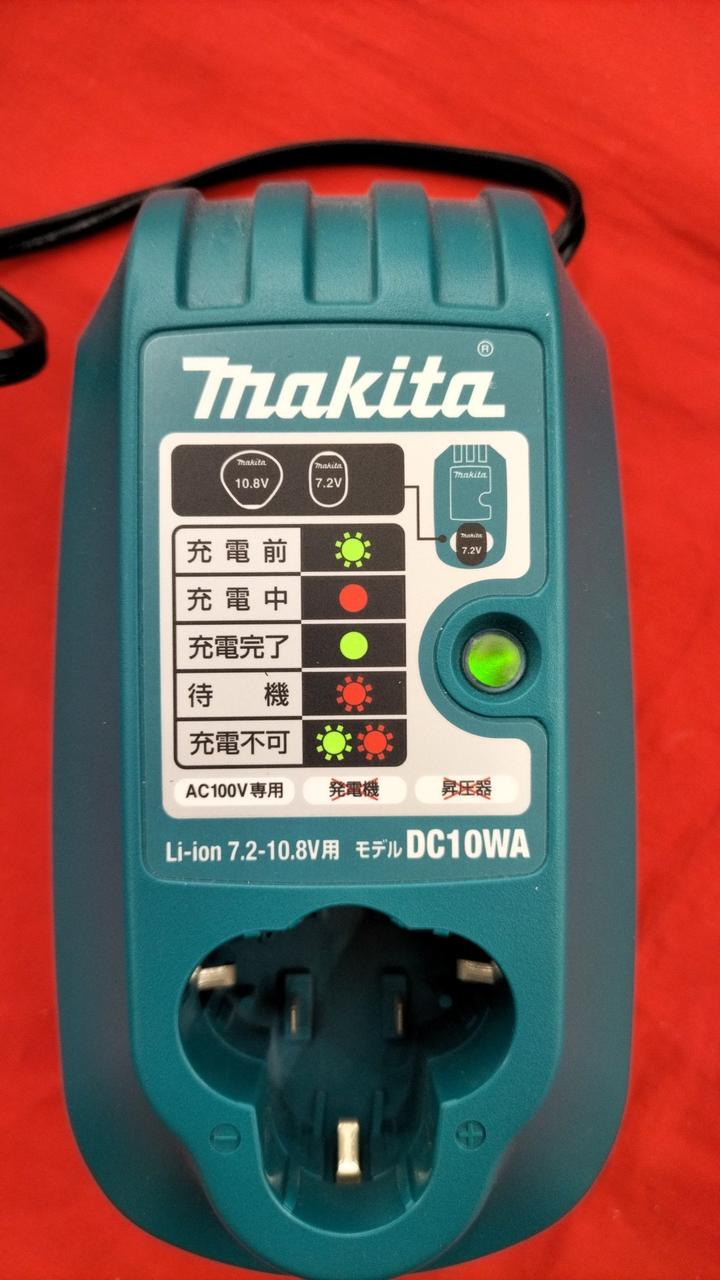 makita®
makita
10.8V
makita
7.2V
makita
makita
7.2V
充電前
充電中
充電完了
待機
充電不可
AC100V専用 発電機 昇圧器
Li-ion 7.2-10.8V用 モデル DC10WA
⊖ ⊕